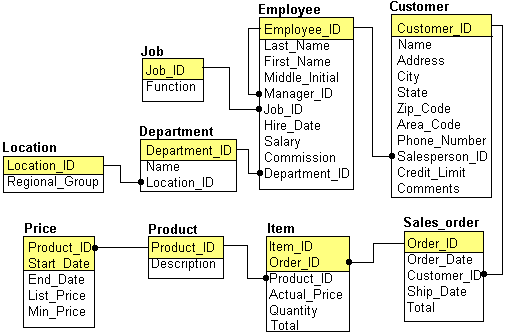 Employee
Employee_ID
Last_Name
First_Name
Middle_Initial
Manager_ID
Job_ID
Hire_Date
Salary
Commission
Department_ID
Customer
Customer_ID
Name
Address
City
State
Zip_Code
Area_Code
Phone_Number
Salesperson_ID
Credit_Limit
Comments
Job
Job_ID
Function
Location
Location_ID
Regional_Group
Department
Department_ID
Name
Location_ID
Price
Product_ID
Start_Date
End_Date
List_Price
Min_Price
Product
Product_ID
Description
Item
Item_ID
Order_ID
Product_ID
Actual_Price
Quantity
Total
Sales_order
Order_ID
Order_Date
Customer_ID
Ship_Date
Total